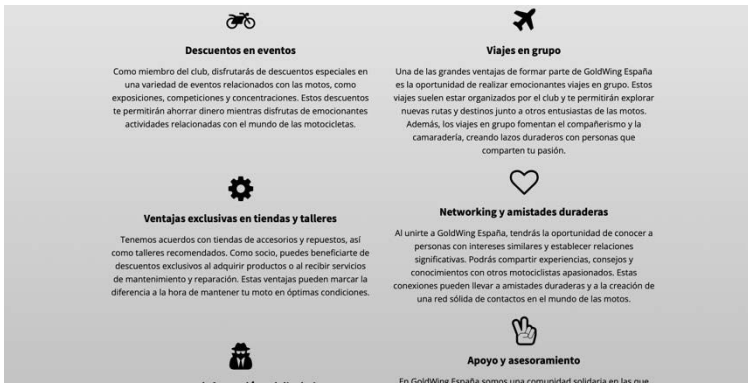 Descuentos en eventos
Como miembro del club, disfrutarás de descuentos especiales en
una variedad de eventos relacionados con las motos, como
exposiciones, competiciones y concentraciones. Estos descuentos
te permitirán ahorrar dinero mientras disfrutas de emocionantes
actividades relacionadas con el mundo de las motocicletas.
Viajes en grupo
Una de las grandes ventajas de formar parte de GoldWing España
es la oportunidad de realizar emocionantes viajes en grupo. Estos
viajes suelen estar organizados por el club y te permitirán explorar
nuevas rutas y destinos junto a otros entusiastas de las motos.
Además, los viajes en grupo fomentan el compañerismo y la
camaradería, creando lazos duraderos con personas que
comparten tu pasión.
Ventajas exclusivas en tiendas y talleres
Tenemos acuerdos con tiendas de accesorios y repuestos, así
como talleres recomendados. Como socio, puedes beneficiarte de
descuentos exclusivos al adquirir productos o al recibir servicios
de mantenimiento y reparación. Estas ventajas pueden marcar la
diferencia a la hora de mantener tu moto en óptimas condiciones.
Networking y amistades duraderas
Al unirte a GoldWing España, tendrás la oportunidad de conocer a
personas con intereses similares y establecer relaciones
significativas. Podrás compartir experiencias, consejos y
conocimientos con otros motociclistas apasionados. Estas
conexiones pueden llevar a amistades duraderas y a la creación de
una red sólida de contactos en el mundo de las motos.
Apoyo y asesoramiento
En GoldWing España somos una comunidad solidaria en las que